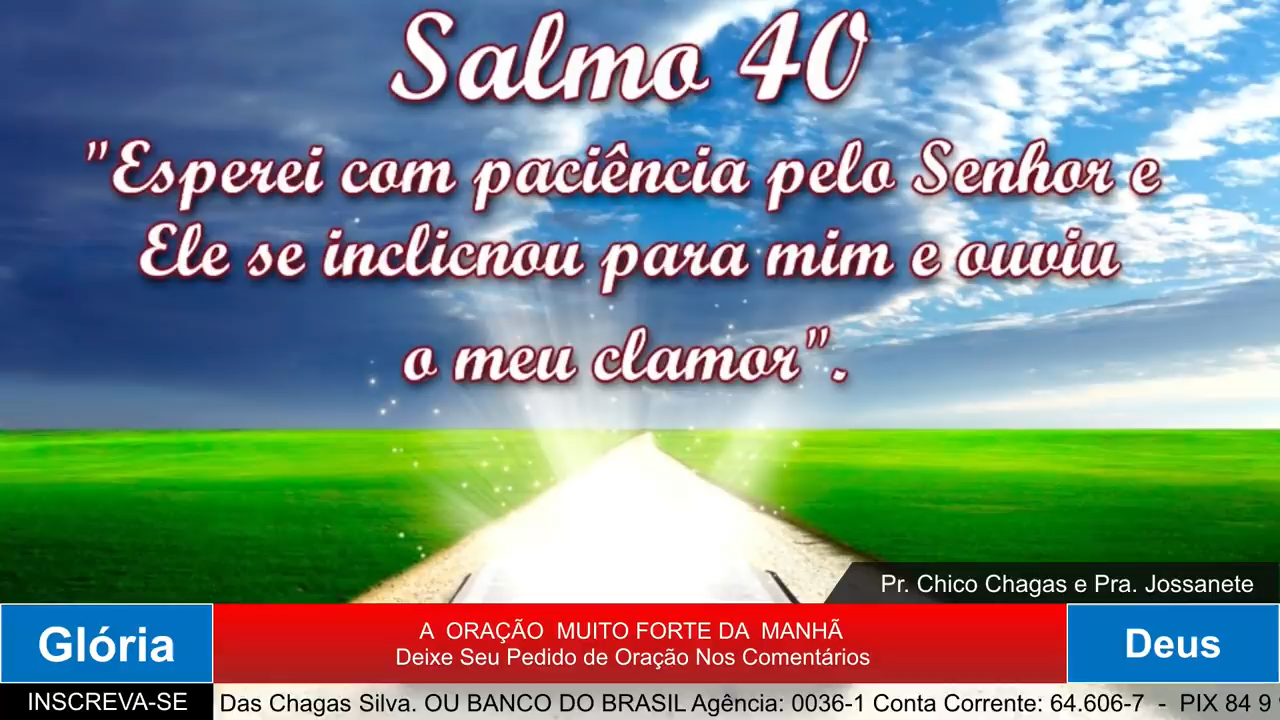 Salmo 40
"Esperei com paciência pelo Senhor e
Ele se inclicnou para mim e ouviu
o meu clamor".
Pr. Chico Chagas e Pra. Jossanete
Glória
A ORAÇÃO MUITO FORTE DA MANHÃ
Deixe Seu Pedido de Oração Nos Comentários
Deus
INSCREVA-SE
Das Chagas Silva. OU BANCO DO BRASIL Agência: 0036-1 Conta Corrente: 64.606-7 - PIX 84 9